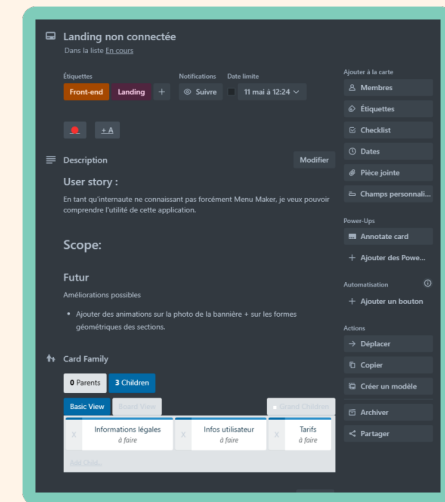 Landing non connectée
Dans la liste En cours
Étiquettes
Notifications
Date limite
Front-end
Landing
+
Suivre
11 mai à 12:24
+ A
Description
Modifier
User story :
En tant qu'internaute ne connaissant pas forcément Menu Maker, je veux pouvoir
comprendre l'utilité de cette application.
Scope:
Futur
Améliorations possibles
• Ajouter des animations sur la photo de la bannière + sur les formes
géométriques des sections.
Card Family
0 Parents
3 Children
Basic View
Board View
X
Informations légales
à faire
X
Infos utilisateur
à faire
X
Tarifs
à faire
Ajouter à la carte
Membres
Étiquettes
Checklist
Dates
Pièce jointe
Champs personnali...
Power-Ups
Annotate card
+ Ajouter des Powe...
Automatisation
+ Ajouter un bouton
Actions
Déplacer
Copier
Créer un modèle
Archiver
Partager